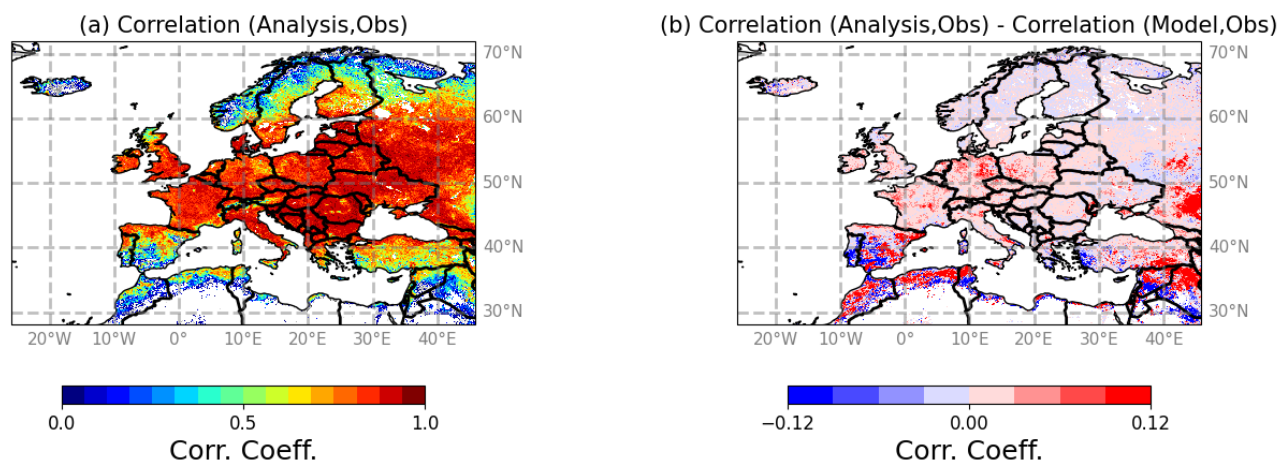 (a) Correlation (Analysis,Obs)
70°N
60°N
50°N
40°N
30°N
20°W 10°W 0° 10°E 20°E 30°E 40°E
0.0 0.5 1.0
Corr. Coeff.
(b) Correlation (Analysis,Obs) - Correlation (Model,Obs)
70°N
60°N
50°N
40°N
30°N
20°W 10°W 0° 10°E 20°E 30°E 40°E
−0.12 0.00 0.12
Corr. Coeff.